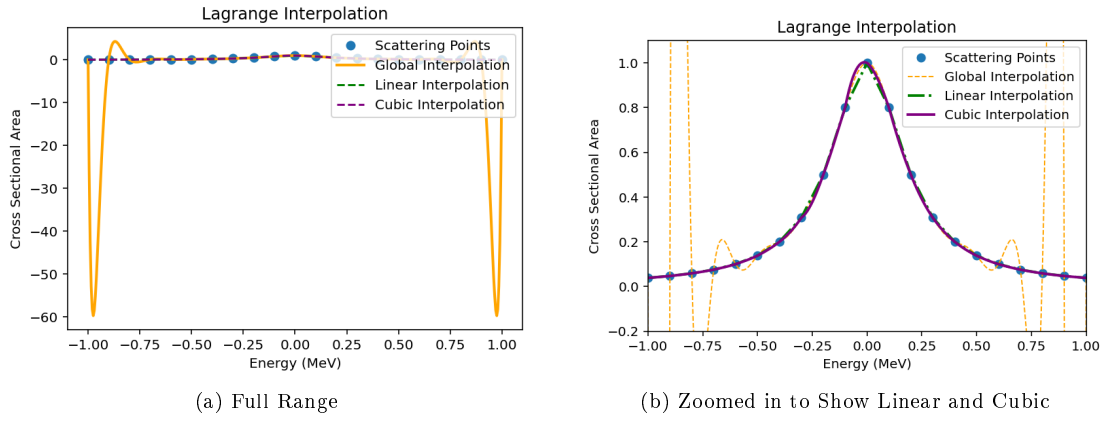 Lagrange Interpolation
Scattering Points
Global Interpolation
Linear Interpolation
Cubic Interpolation
Cross Sectional Area
0
−10
−20
−30
−40
−50
−60
−1.00 −0.75 −0.50 −0.25 0.00 0.25 0.50 0.75 1.00
Energy (MeV)
(a) Full Range
Lagrange Interpolation
Scattering Points
Global Interpolation
Linear Interpolation
Cubic Interpolation
Cross Sectional Area
1.0
0.8
0.6
0.4
0.2
0.0
−0.2
−1.00 −0.75 −0.50 −0.25 0.00 0.25 0.50 0.75 1.00
Energy (MeV)
(b) Zoomed in to Show Linear and Cubic